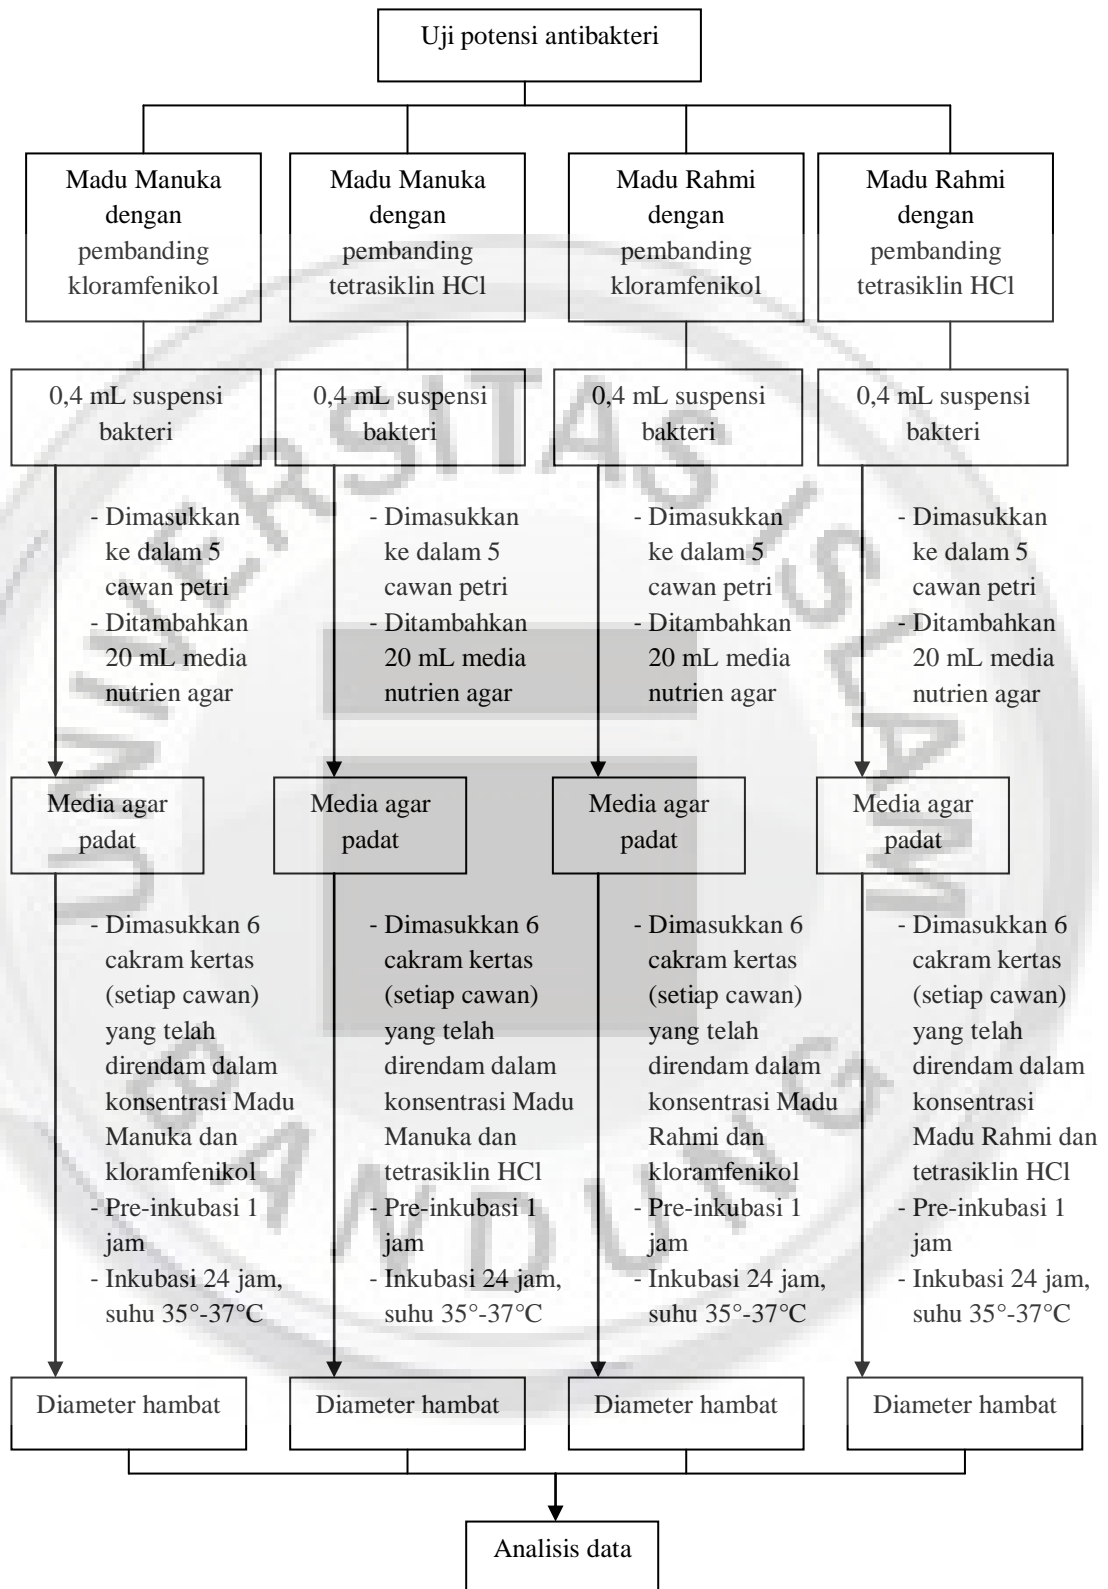 Uji potensi antibakteri
Madu Manuka
dengan
pembanding
kloramfenikol
Madu Manuka
dengan
pembanding
tetrasiklin HCl
Madu Rahmi
dengan
pembanding
kloramfenikol
Madu Rahmi
dengan
pembanding
tetrasiklin HCl
0,4 mL suspensi
bakteri
0,4 mL suspensi
bakteri
0,4 mL suspensi
bakteri
0,4 mL suspensi
bakteri
- Dimasukkan
ke dalam 5
cawan petri
- Ditambahkan
20 mL media
nutrien agar
- Dimasukkan
ke dalam 5
cawan petri
- Ditambahkan
20 mL media
nutrien agar
- Dimasukkan
ke dalam 5
cawan petri
- Ditambahkan
20 mL media
nutrien agar
- Dimasukkan
ke dalam 5
cawan petri
- Ditambahkan
20 mL media
nutrien agar
Media agar
padat
Media agar
padat
Media agar
padat
Media agar
padat
- Dimasukkan 6
cakram kertas
(setiap cawan)
yang telah
direndam dalam
konsentrasi Madu
Manuka dan
kloramfenikol
- Pre-inkubasi 1
jam
- Inkubasi 24 jam,
suhu 35°-37°C
- Dimasukkan 6
cakram kertas
(setiap cawan)
yang telah
direndam dalam
konsentrasi Madu
Manuka dan
tetrasiklin HCl
- Pre-inkubasi 1
jam
- Inkubasi 24 jam,
suhu 35°-37°C
- Dimasukkan 6
cakram kertas
(setiap cawan)
yang telah
direndam dalam
konsentrasi Madu
Rahmi dan
kloramfenikol
- Pre-inkubasi 1
jam
- Inkubasi 24 jam,
suhu 35°-37°C
- Dimasukkan 6
cakram kertas
(setiap cawan)
yang telah
direndam dalam
konsentrasi
Madu Rahmi dan
tetrasiklin HCl
- Pre-inkubasi 1
jam
- Inkubasi 24 jam,
suhu 35°-37°C
Diameter hambat
Diameter hambat
Diameter hambat
Diameter hambat
Analisis data
UNIVERSITAS ISLAM
BANDUNG